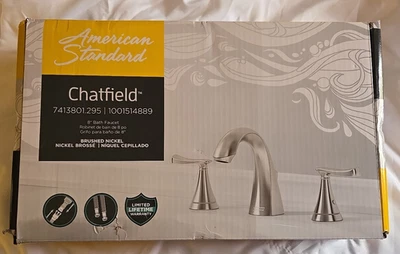 American
Standard
Chatfield™
7413801.295 | 1001514889
8" Bath Faucet
Robinet de bain de 8 po
Grifo para baño de 8"
BRUSHED NICKEL
NICKEL BROSSÉ | NIQUEL CEPILLADO
LIMITED
LIFETIME
WARRANTY